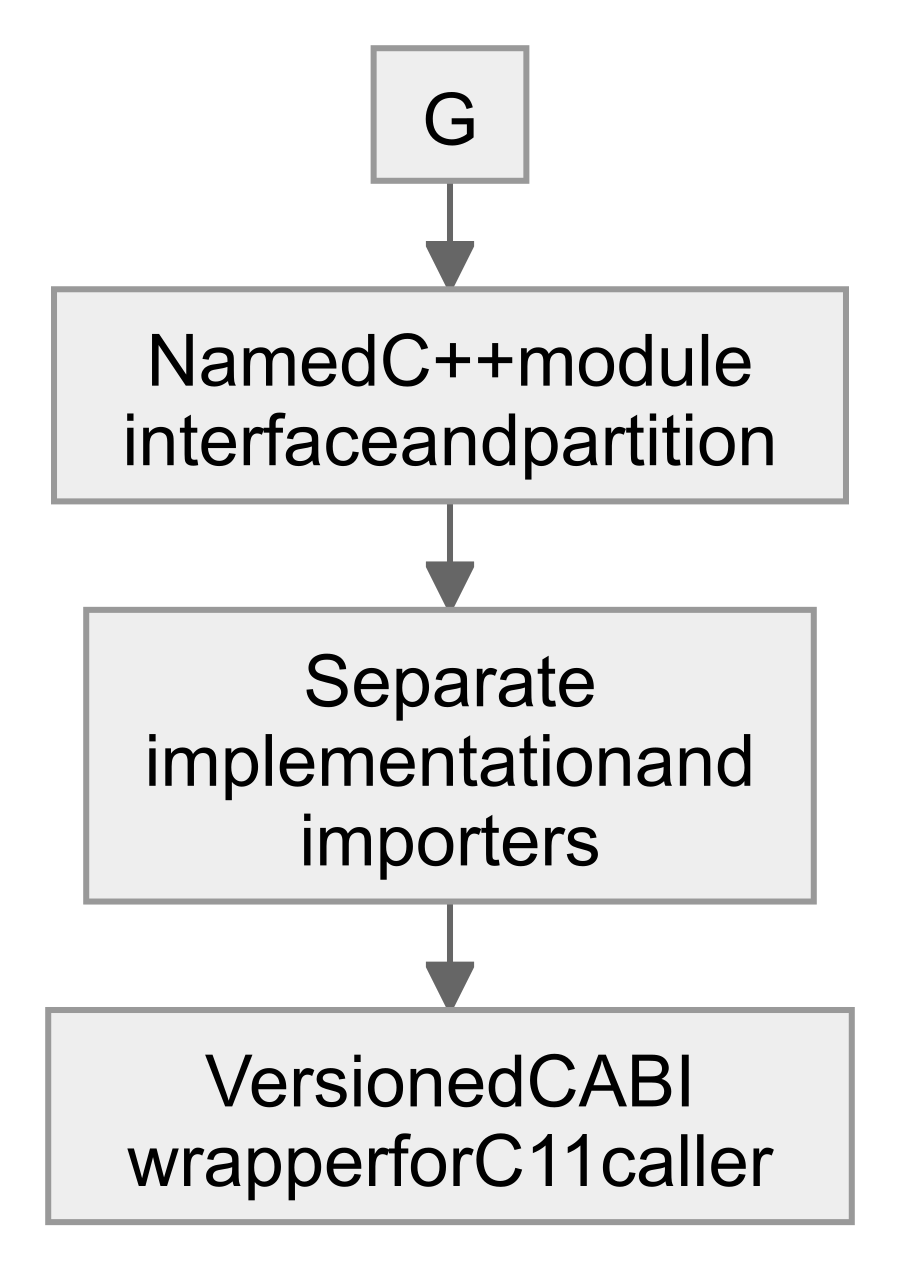 G
NamedC++module
interfaceandpartition
Separate
implementationand
importers
VersionedCABI
wrapperforC11caller